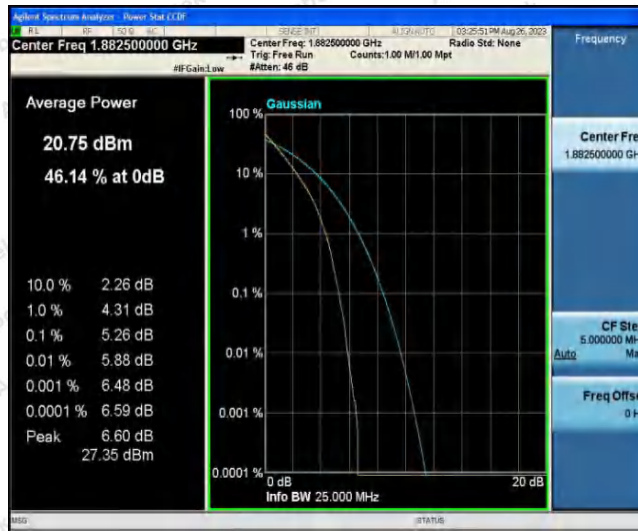 Agilent Spectrum Analyzer - Power Stat CCDF
RL RF 50 Ω AC SENSE:INT ALIGN AUTO 03:25:51 PM Aug 26, 2023
Center Freq 1.882500000 GHz
Center Freq: 1.882500000 GHz Radio Std: None
Trig: Free Run Counts:1.00 M/1.00 Mpt
#IFGain:Low #Atten: 46 dB
Frequency
Average Power
20.75 dBm
46.14 % at 0dB
10.0 % 2.26 dB
1.0 % 4.31 dB
0.1 % 5.26 dB
0.01 % 5.88 dB
0.001 % 6.48 dB
0.0001 % 6.59 dB
Peak 6.60 dB
27.35 dBm
Gaussian
100 %
10 %
1 %
0.1 %
0.01 %
0.001 %
0.0001 %
0 dB 20 dB
Info BW 25.000 MHz
Center Fre
1.882500000 GH
CF Ste
5.000000 MH
Auto Ma
Freq Offse
0 H
MSG STATUS